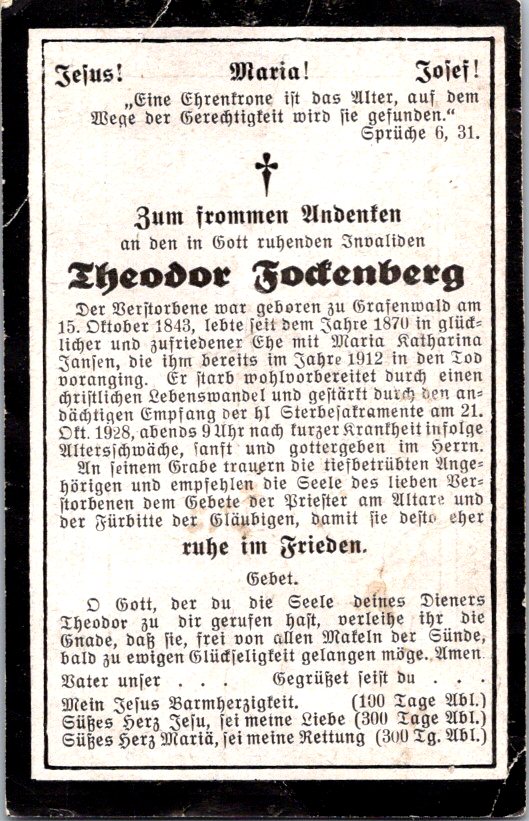 Jesus! Maria! Josef!
„Eine Ehrenkrone ist das Alter, auf dem
Wege der Gerechtigkeit wird sie gefunden.“
Sprüche 6, 31.
Zum frommen Andenken
an den in Gott ruhenden Invaliden
Theodor Fockenberg
Der Verstorbene war geboren zu Grafenwald am
15. Oktober 1843, lebte seit dem Jahre 1870 in glück-
licher und zufriedener Ehe mit Maria Katharina
Jansen, die ihm bereits im Jahre 1912 in den Tod
voranging. Er starb wohlvorbereitet durch einen
christlichen Lebenswandel und gestärkt durch den an-
dächtigen Empfang der hl Sterbesakramente am 21.
Okt. 1928, abends 9 Uhr nach kurzer Krankheit infolge
Altersschwäche, sanft und gottergeben im Herrn.
An seinem Grabe trauern die tiefbetrübten Ange-
hörigen und empfehlen die Seele des lieben Ver-
storbenen dem Gebete der Priester am Altare und
der Fürbitte der Gläubigen, damit sie desto eher
ruhe im Frieden.
Gebet.
O Gott, der du die Seele deines Dieners
Theodor zu dir gerufen hast, verleihe ihr die
Gnade, daß sie, frei von allen Makeln der Sünde,
bald zu ewigen Glückseligkeit gelangen möge. Amen
Vater unser . . . Gegrüßet seist du . . .
Mein Jesus Barmherzigkeit. (100 Tage Abl.)
Süßes Herz Jesu, sei meine Liebe (300 Tage Abl.)
Süßes Herz Mariä, sei meine Rettung (300 Tg. Abl.)